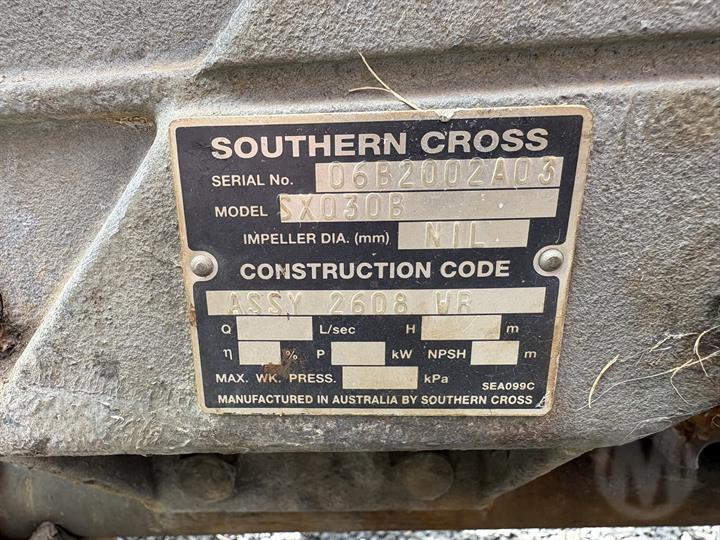 SOUTHERN CROSS
SERIAL No. 06B2002A03
MODEL SX030B
IMPELLER DIA. (mm) NIL
CONSTRUCTION CODE
ASSY 2608 WR
Q L/sec H m
η % P kW NPSH m
MAX. WK. PRESS. kPa
SEA099C
MANUFACTURED IN AUSTRALIA BY SOUTHERN CROSS
M